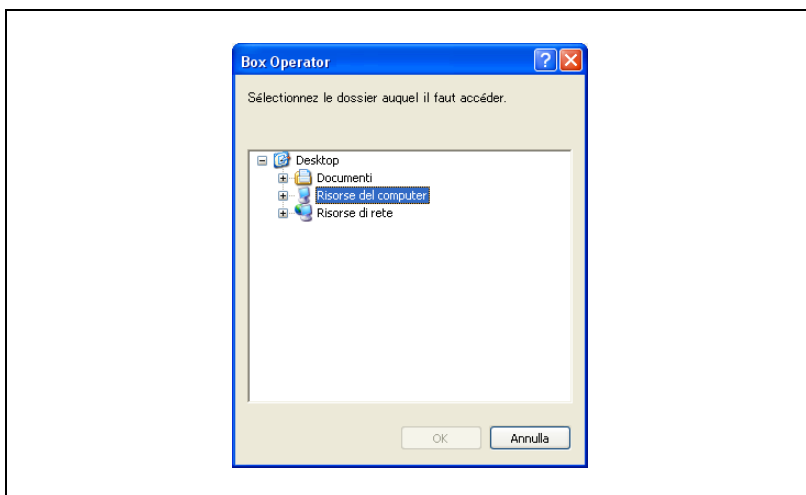 Box Operator
Sélectionnez le dossier auquel il faut accéder.
Desktop
Documenti
Risorse del computer
Risorse di rete
OK
Annulla